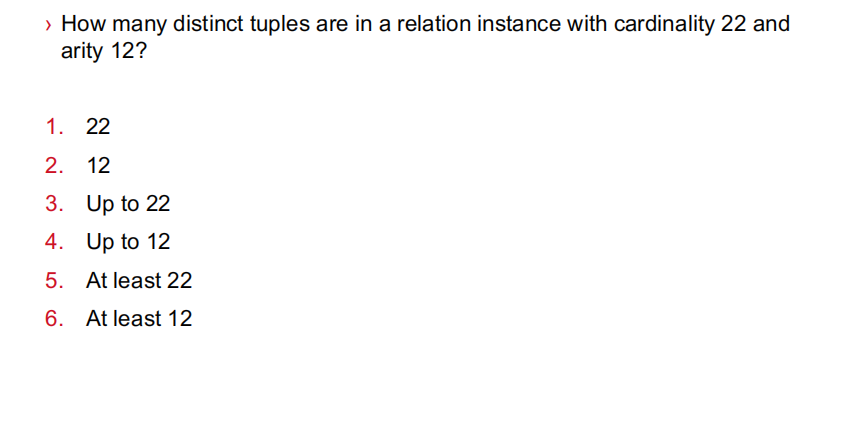 › How many distinct tuples are in a relation instance with cardinality 22 and
arity 12?
1. 22
2. 12
3. Up to 22
4. Up to 12
5. At least 22
6. At least 12